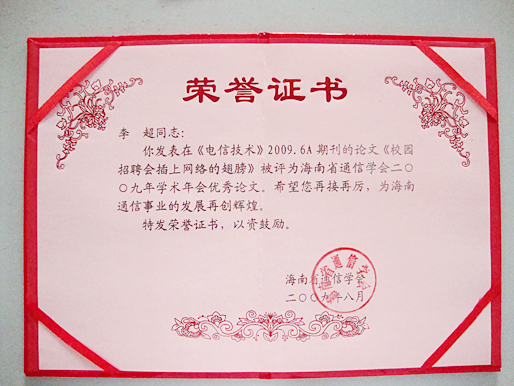 荣誉证书
李 超同志：
你发表在《电信技术》2009.6A期刊的论文《校园
招聘会插上网络的翅膀》被评为海南省通信学会二〇
〇九年学术年会优秀论文。希望您再接再厉，为海南
通信事业的发展再创辉煌。
特发荣誉证书，以资鼓励。
海南省通信学会
二〇〇九年八月